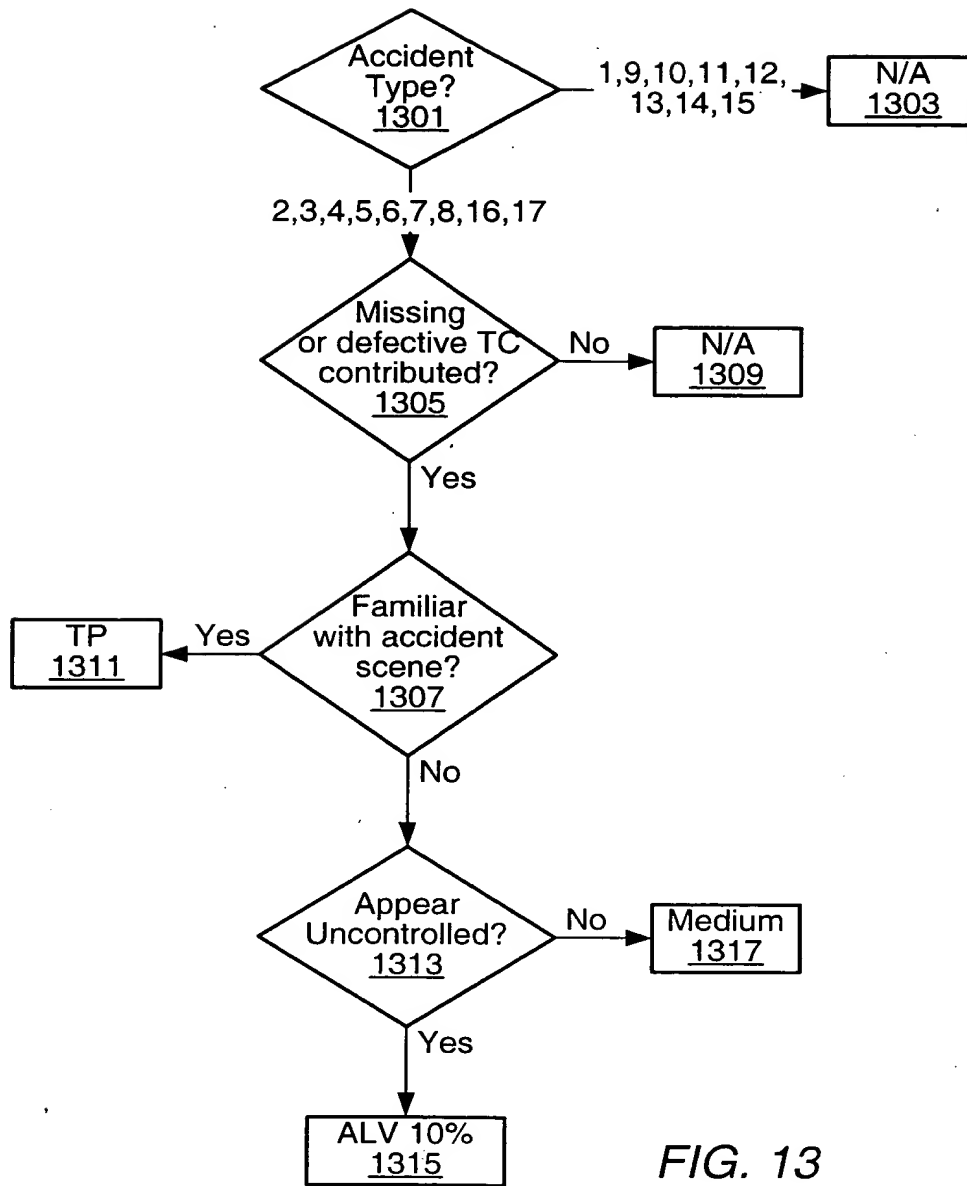 Accident
Type?
1301
1,9,10,11,12,
13,14,15
N/A
1303
2,3,4,5,6,7,8,16,17
Missing
or defective TC
contributed?
1305
No
N/A
1309
Yes
Familiar
with accident
scene?
1307
Yes
TP
1311
No
Appear
Uncontrolled?
1313
No
Medium
1317
Yes
ALV 10%
1315
FIG. 13